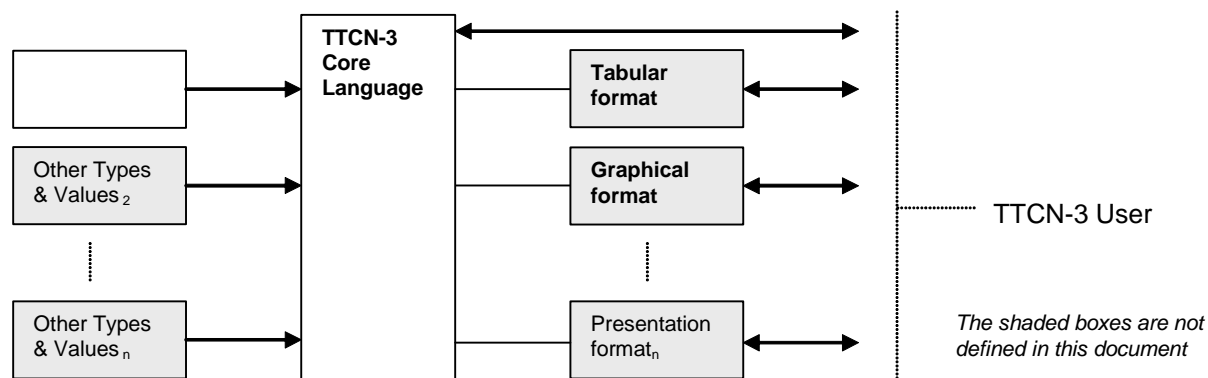 TTCN-3
Core
Language
Tabular
format
Other Types
& Values 2
Graphical
format
TTCN-3 User
Other Types
& Values n
Presentation
formatn
The shaded boxes are not
defined in this document